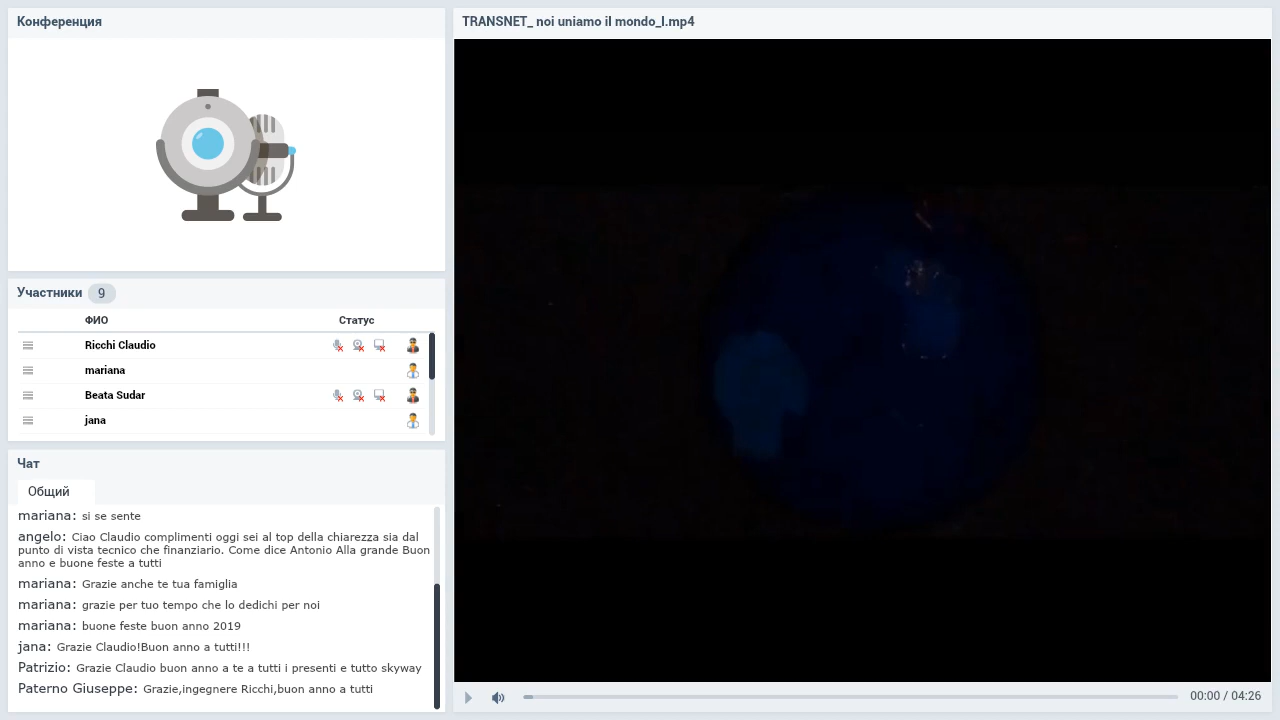 Конференция
TRANSNET_ noi uniamo il mondo_l.mp4
Участники 9
ФИО Статус
Ricchi Claudio
mariana
Beata Sudar
jana
Чат
Общий
mariana: si se sente
angelo: Ciao Claudio complimenti oggi sei al top della chiarezza sia dal
punto di vista tecnico che finanziario. Come dice Antonio Alla grande Buon
anno e buone feste a tutti
mariana: Grazie anche te tua famiglia
mariana: grazie per tuo tempo che lo dedichi per noi
mariana: buone feste buon anno 2019
jana: Grazie Claudio!Buon anno a tutti!!!
Patrizio: Grazie Claudio buon anno a te a tutti i presenti e tutto skyway
Paterno Giuseppe: Grazie,ingegnere Ricchi,buon anno a tutti
00:00 / 04:26